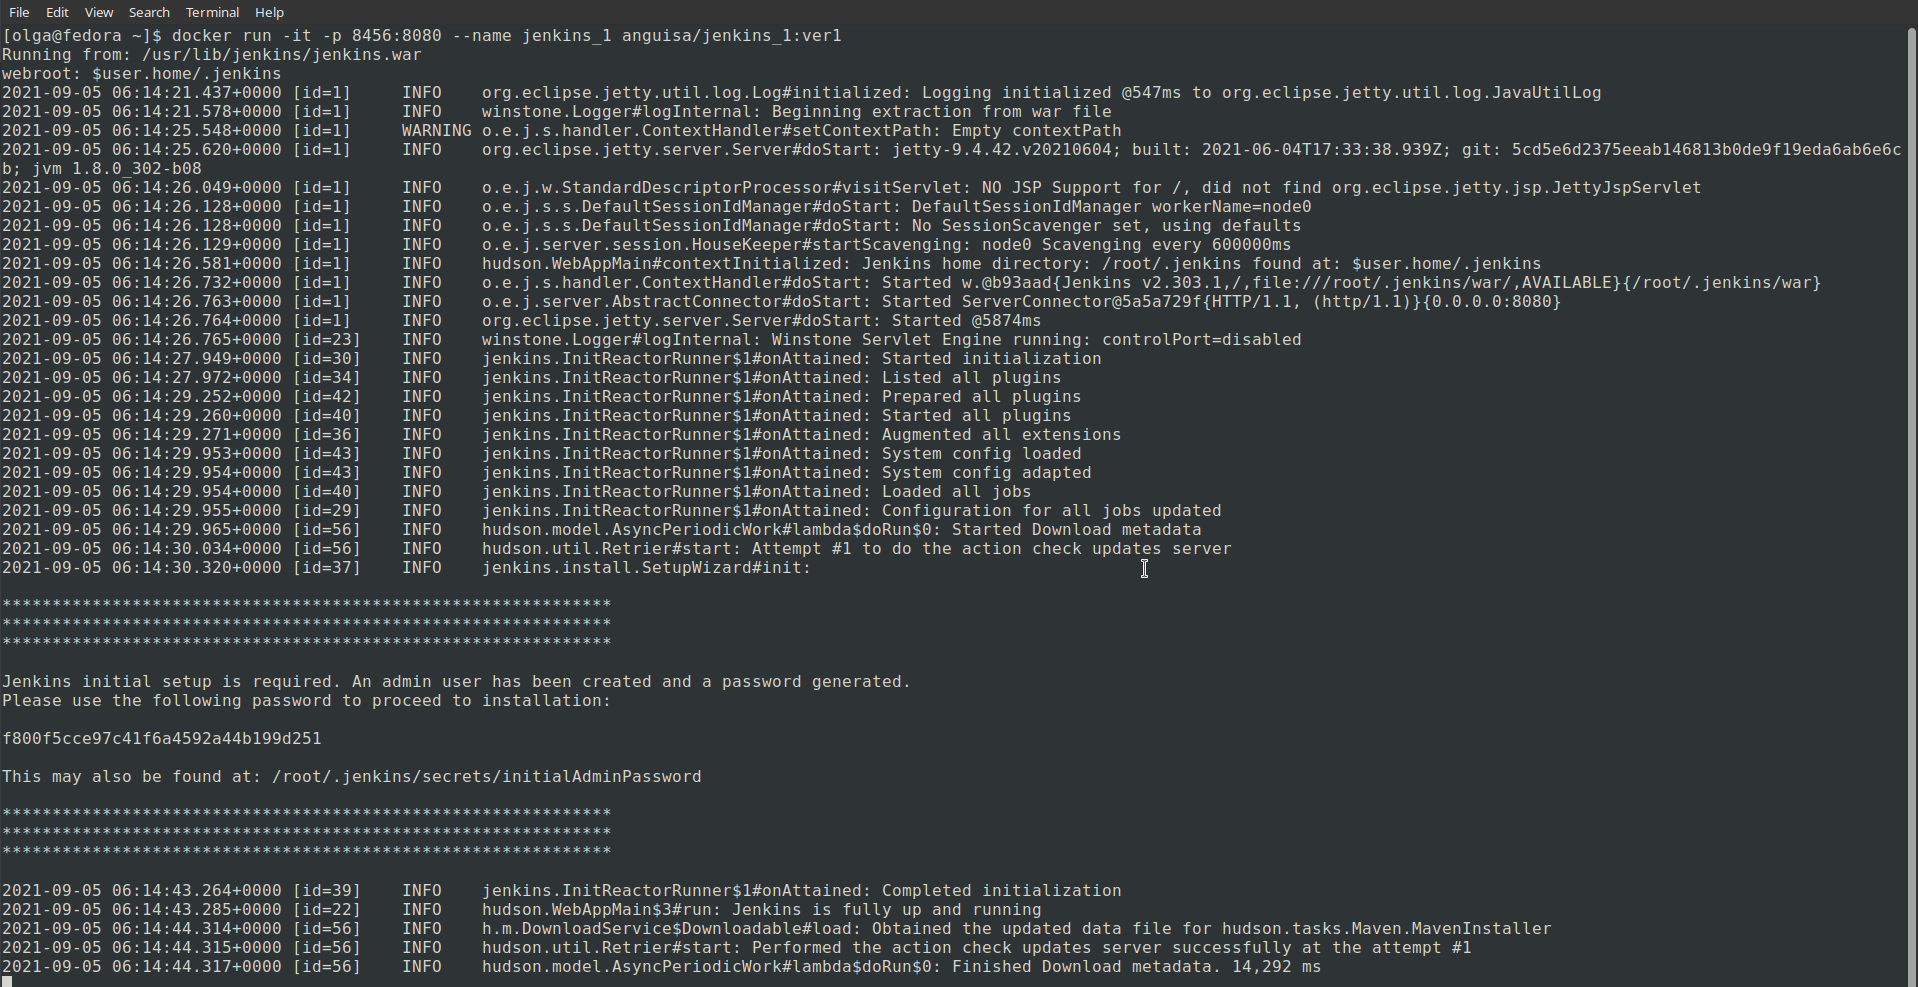 File Edit View Search Terminal Help
[olga@fedora ~]$ docker run -it -p 8456:8080 --name jenkins_1 anguisa/jenkins_1:ver1
Running from: /usr/lib/jenkins/jenkins.war
webroot: $user.home/.jenkins
2021-09-05 06:14:21.437+0000 [id=1]     INFO    org.eclipse.jetty.util.log.Log#initialized: Logging initialized @547ms to org.eclipse.jetty.util.log.JavaUtilLog
2021-09-05 06:14:21.578+0000 [id=1]     INFO    winstone.Logger#logInternal: Beginning extraction from war file
2021-09-05 06:14:25.548+0000 [id=1]     WARNING o.e.j.s.handler.ContextHandler#setContextPath: Empty contextPath
2021-09-05 06:14:25.620+0000 [id=1]     INFO    org.eclipse.jetty.server.Server#doStart: jetty-9.4.42.v20210604; built: 2021-06-04T17:33:38.939Z; git: 5cd5e6d2375eeab146813b0de9f19eda6ab6e6c
b; jvm 1.8.0_302-b08
2021-09-05 06:14:26.049+0000 [id=1]     INFO    o.e.j.w.StandardDescriptorProcessor#visitServlet: NO JSP Support for /, did not find org.eclipse.jetty.jsp.JettyJspServlet
2021-09-05 06:14:26.128+0000 [id=1]     INFO    o.e.j.s.s.DefaultSessionIdManager#doStart: DefaultSessionIdManager workerName=node0
2021-09-05 06:14:26.128+0000 [id=1]     INFO    o.e.j.s.s.DefaultSessionIdManager#doStart: No SessionScavenger set, using defaults
2021-09-05 06:14:26.129+0000 [id=1]     INFO    o.e.j.server.session.HouseKeeper#startScavenging: node0 Scavenging every 600000ms
2021-09-05 06:14:26.581+0000 [id=1]     INFO    hudson.WebAppMain#contextInitialized: Jenkins home directory: /root/.jenkins found at: $user.home/.jenkins
2021-09-05 06:14:26.732+0000 [id=1]     INFO    o.e.j.s.handler.ContextHandler#doStart: Started w.@b93aad{Jenkins v2.303.1,/,file:///root/.jenkins/war/,AVAILABLE}{/root/.jenkins/war}
2021-09-05 06:14:26.763+0000 [id=1]     INFO    o.e.j.server.AbstractConnector#doStart: Started ServerConnector@5a5a729f{HTTP/1.1, (http/1.1)}{0.0.0.0:8080}
2021-09-05 06:14:26.764+0000 [id=1]     INFO    org.eclipse.jetty.server.Server#doStart: Started @5874ms
2021-09-05 06:14:26.765+0000 [id=23]    INFO    winstone.Logger#logInternal: Winstone Servlet Engine running: controlPort=disabled
2021-09-05 06:14:27.949+0000 [id=30]    INFO    jenkins.InitReactorRunner$1#onAttained: Started initialization
2021-09-05 06:14:27.972+0000 [id=34]    INFO    jenkins.InitReactorRunner$1#onAttained: Listed all plugins
2021-09-05 06:14:29.252+0000 [id=42]    INFO    jenkins.InitReactorRunner$1#onAttained: Prepared all plugins
2021-09-05 06:14:29.260+0000 [id=40]    INFO    jenkins.InitReactorRunner$1#onAttained: Started all plugins
2021-09-05 06:14:29.271+0000 [id=36]    INFO    jenkins.InitReactorRunner$1#onAttained: Augmented all extensions
2021-09-05 06:14:29.953+0000 [id=43]    INFO    jenkins.InitReactorRunner$1#onAttained: System config loaded
2021-09-05 06:14:29.954+0000 [id=43]    INFO    jenkins.InitReactorRunner$1#onAttained: System config adapted
2021-09-05 06:14:29.954+0000 [id=40]    INFO    jenkins.InitReactorRunner$1#onAttained: Loaded all jobs
2021-09-05 06:14:29.955+0000 [id=29]    INFO    jenkins.InitReactorRunner$1#onAttained: Configuration for all jobs updated
2021-09-05 06:14:29.965+0000 [id=56]    INFO    hudson.model.AsyncPeriodicWork#lambda$doRun$0: Started Download metadata
2021-09-05 06:14:30.034+0000 [id=56]    INFO    hudson.util.Retrier#start: Attempt #1 to do the action check updates server
2021-09-05 06:14:30.320+0000 [id=37]    INFO    jenkins.install.SetupWizard#init:
*************************************************************
*************************************************************
*************************************************************
Jenkins initial setup is required. An admin user has been created and a password generated.
Please use the following password to proceed to installation:
f800f5cce97c41f6a4592a44b199d251
This may also be found at: /root/.jenkins/secrets/initialAdminPassword
*************************************************************
*************************************************************
*************************************************************
2021-09-05 06:14:43.264+0000 [id=39]    INFO    jenkins.InitReactorRunner$1#onAttained: Completed initialization
2021-09-05 06:14:43.285+0000 [id=22]    INFO    hudson.WebAppMain$3#run: Jenkins is fully up and running
2021-09-05 06:14:44.314+0000 [id=56]    INFO    h.m.DownloadService$Downloadable#load: Obtained the updated data file for hudson.tasks.Maven.MavenInstaller
2021-09-05 06:14:44.315+0000 [id=56]    INFO    hudson.util.Retrier#start: Performed the action check updates server successfully at the attempt #1
2021-09-05 06:14:44.317+0000 [id=56]    INFO    hudson.model.AsyncPeriodicWork#lambda$doRun$0: Finished Download metadata. 14,292 ms